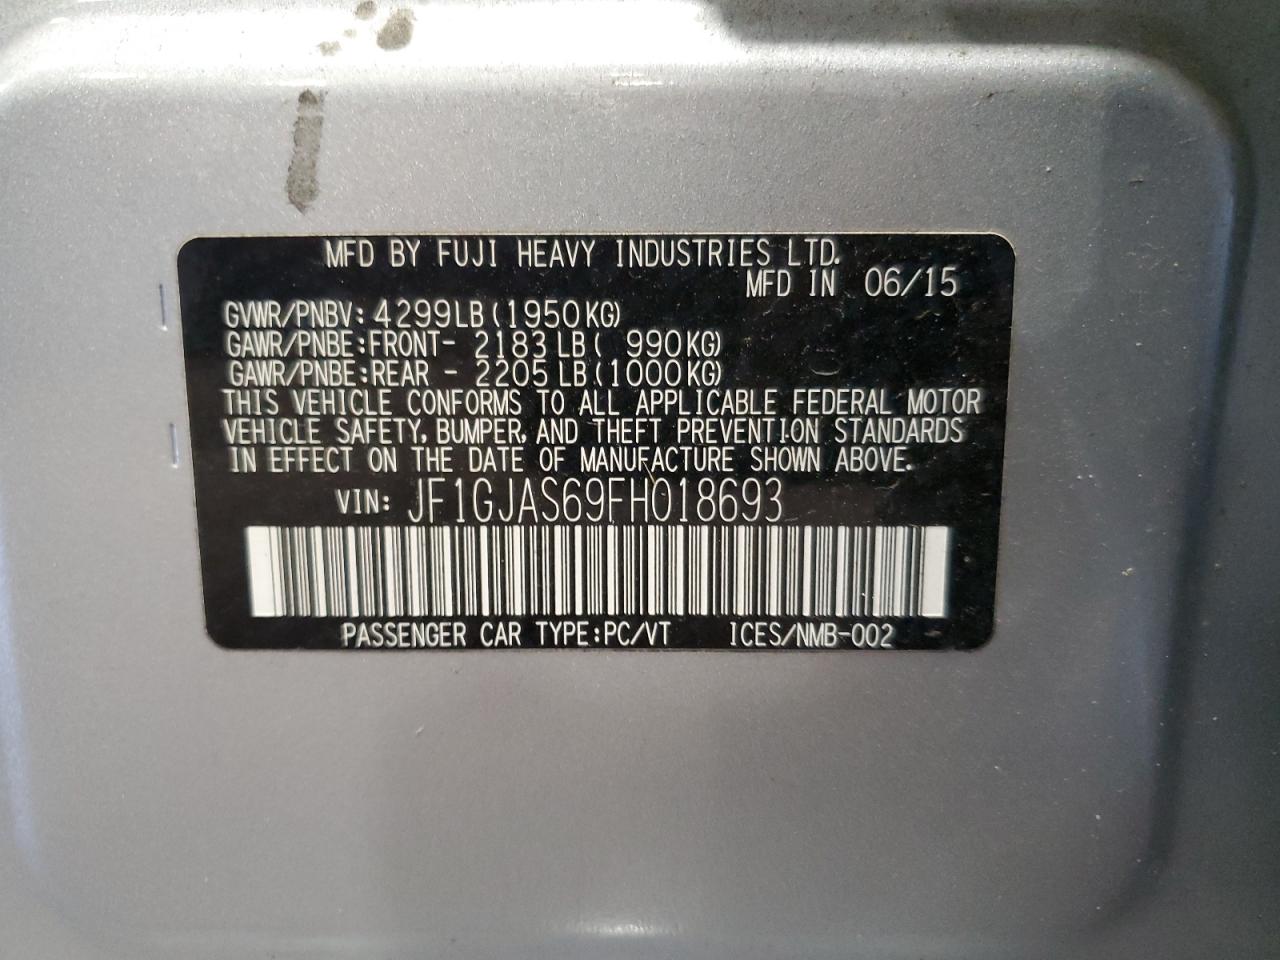 MFD BY FUJI HEAVY INDUSTRIES LTD.
MFD IN 06/15
GVWR/PNBV: 4299LB(1950KG)
GAWR/PNBE:FRONT- 2183LB( 990KG)
GAWR/PNBE:REAR - 2205LB(1000KG)
THIS VEHICLE CONFORMS TO ALL APPLICABLE FEDERAL MOTOR
VEHICLE SAFETY, BUMPER, AND THEFT PREVENTION STANDARDS
IN EFFECT ON THE DATE OF MANUFACTURE SHOWN ABOVE.
VIN: JF1GJAS69FH018693
PASSENGER CAR TYPE:PC/VT ICES/NMB-002